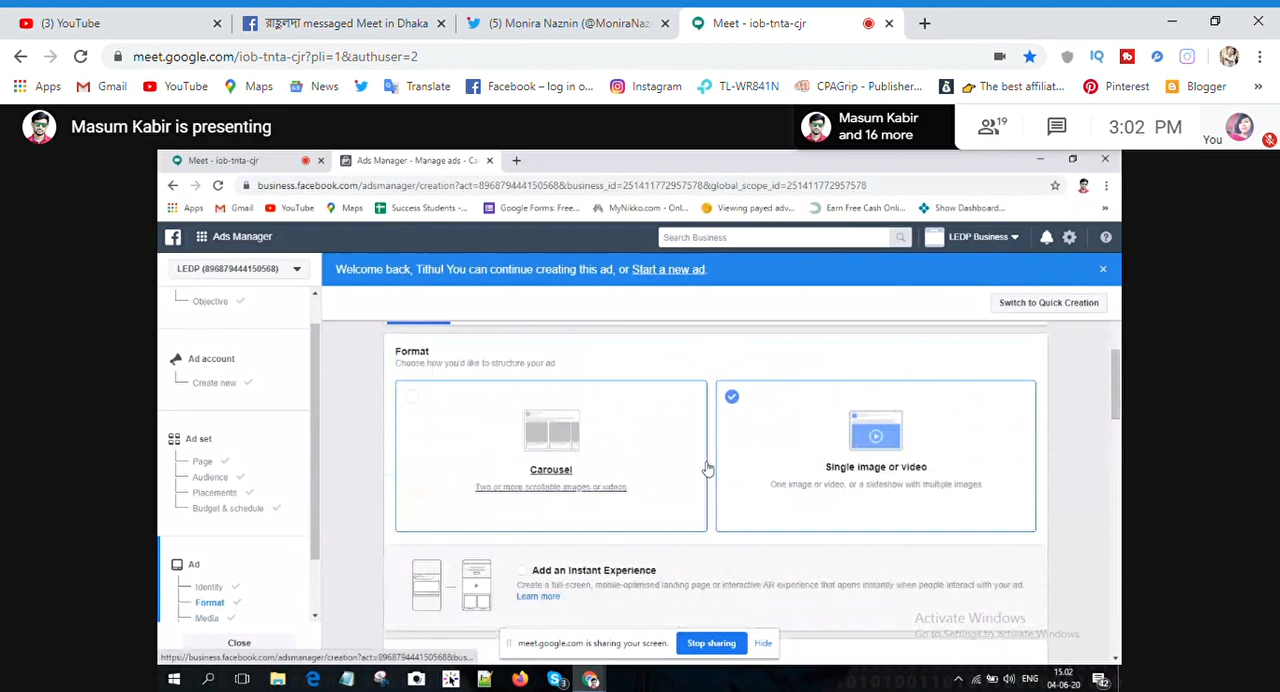 (3) YouTube
রাহুলদা messaged Meet in Dhaka
(5) Monira Naznin (@MoniraNaz
Meet - iob-tnta-cjr
meet.google.com/iob-tnta-cjr?pli=1&authuser=2
Apps Gmail YouTube Maps News Translate Facebook – log in o... Instagram TL-WR841N CPAGrip - Publisher... The best affiliat... Pinterest Blogger »
Masum Kabir is presenting
Masum Kabir
and 16 more
19
3:02 PM
You
Meet - iob-tnta-cjr
Ads Manager - Manage ads - Ca
business.facebook.com/adsmanager/creation?act=896879444150568&business_id=251411772957578&global_scope_id=251411772957578
Apps Gmail YouTube Maps Success Students -... Google Forms: Free... MyNikko.com - Onl... Viewing payed adv... Earn Free Cash Onli... Show Dashboard... »
Ads Manager
Search Business
LEDP Business
LEDP (896879444150568)
Welcome back, Tithu! You can continue creating this ad, or Start a new ad.
Switch to Quick Creation
Objective
Ad account
Create new
Ad set
Page
Audience
Placements
Budget & schedule
Ad
Identity
Format
Media
Close
Format
Choose how you'd like to structure your ad
Carousel
Two or more scrollable images or videos
Single image or video
One image or video, or a slideshow with multiple images
Add an Instant Experience
Create a full-screen, mobile-optimised landing page or interactive AR experience that opens instantly when people interact with your ad.
Learn more
Activate Windows
Go to Settings to activate Windows.
meet.google.com is sharing your screen.
Stop sharing
Hide
https://business.facebook.com/adsmanager/creation?act=896879444150568&bus...
ENG
15.02
04-06-20
42